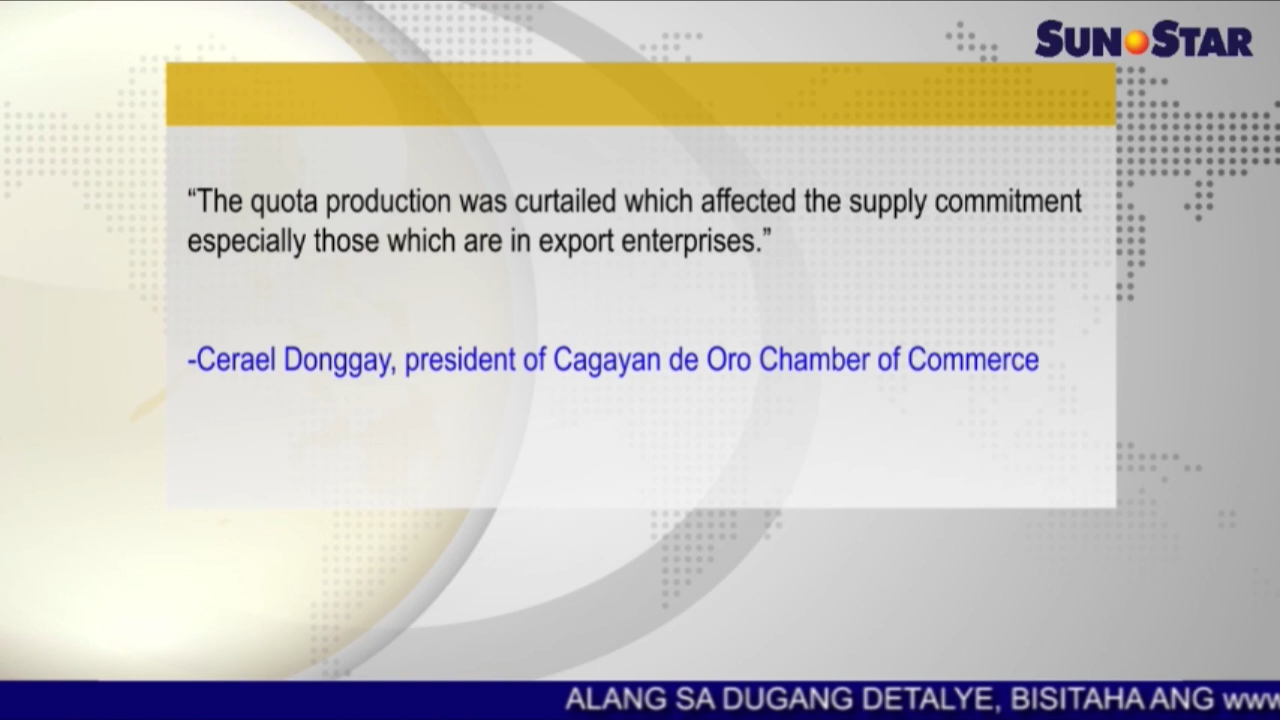 SUN STAR
“The quota production was curtailed which affected the supply commitment
especially those which are in export enterprises.”
-Cerael Donggay, president of Cagayan de Oro Chamber of Commerce
ALANG SA DUGANG DETALYE, BISITAHA ANG www